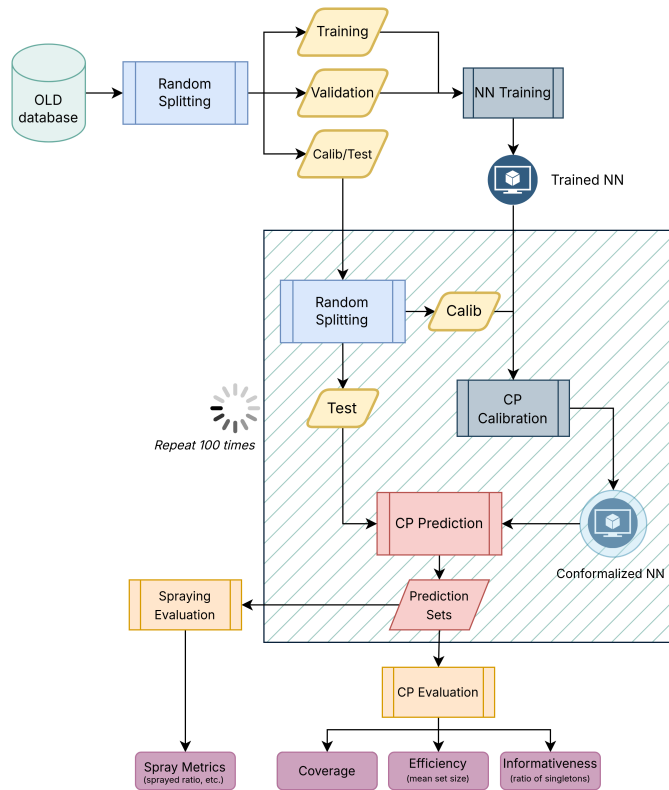 Training
OLD
database
Random
Splitting
Validation
NN Training
Calib/Test
Trained NN
Random
Splitting
Calib
Test
CP
Calibration
Repeat 100 times
CP Prediction
Conformalized NN
Prediction
Sets
Spraying
Evaluation
CP Evaluation
Spray Metrics
(sprayed ratio, etc.)
Coverage
Efficiency
(mean set size)
Informativeness
(ratio of singletons)